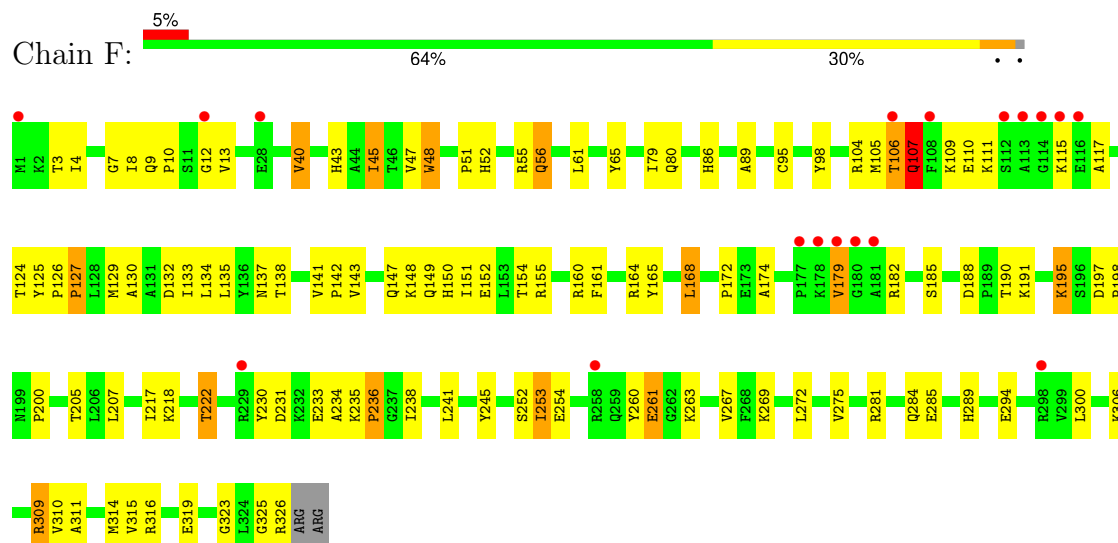 5%
Chain F:
64% 30% • •
M1 K2 T3 I4 G7 I8 Q9 P10 S11 G12 V13 E28 V40 H43 A44 I45 T46 V47 W48 P51 H52 R55 Q56 L61 Y65 I79 Q80 H86 A89 C95 Y98 R104 M105 T106 Q107 F108 K109 E110 K111 S112 A113 G114 K115 E116 A117
T124 Y125 P126 P127 L128 M129 A130 A131 D132 I133 L134 L135 Y136 N137 T138 V141 P142 V143 Q147 K148 Q149 H150 I151 E152 L153 T154 R155 R160 F161 R164 Y165 L168 P172 E173 A174 P177 K178 V179 G180 A181 R182 S185 D188 P189 T190 K191 K195 S196 D197 P198
N199 P200 T205 L206 L207 I217 K218 T222 R229 Y230 D231 K232 E233 A234 K235 P236 G237 I238 L241 Y245 S252 I253 E254 R258 Q259 Y260 E261 G262 K263 V267 F268 K269 L272 V275 R281 Q284 E285 H289 E294 R298 V299 L300 K306
R309 V310 A311 M314 V315 R316 E319 G323 L324 G325 R326 ARG ARG